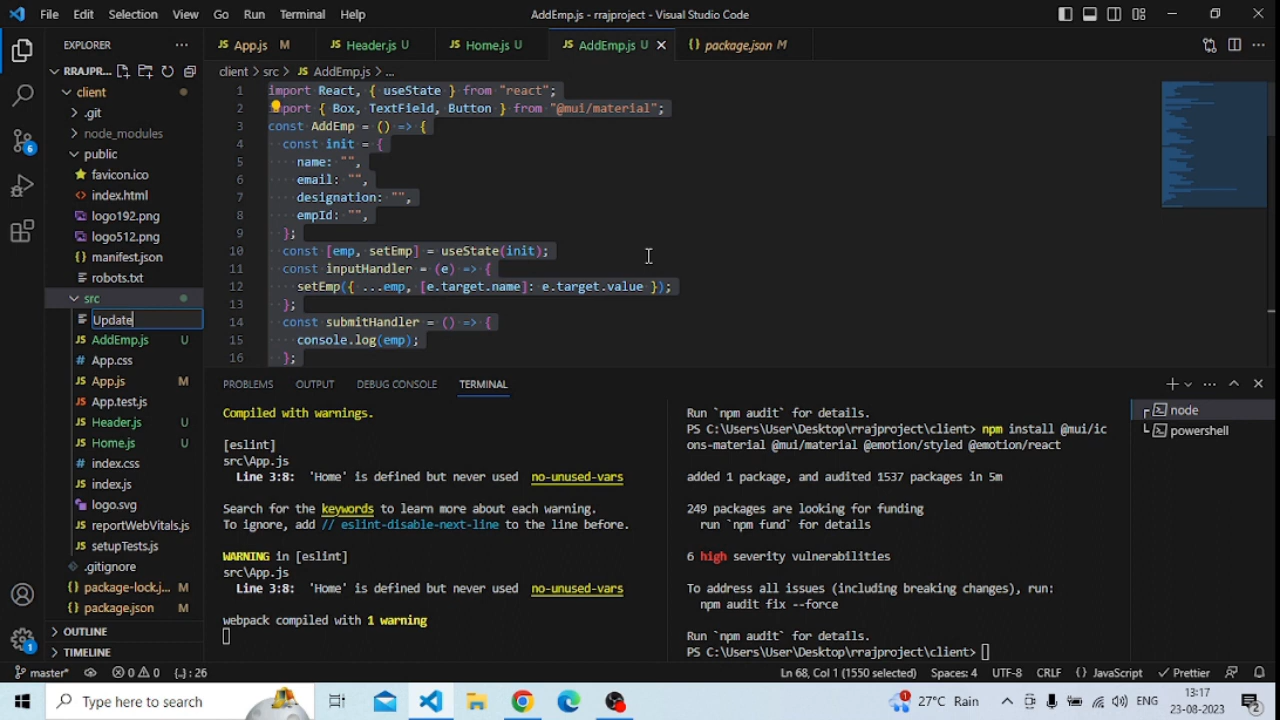 File Edit Selection View Go Run Terminal Help
AddEmp.js - rrajproject - Visual Studio Code
EXPLORER
RRAJPR...
client
.git
node_modules
public
favicon.ico
index.html
logo192.png
logo512.png
manifest.json
robots.txt
src
Update
AddEmp.js U
App.css
App.js M
App.test.js
Header.js U
Home.js U
index.css
index.js
logo.svg
reportWebVitals.js
setupTests.js
.gitignore
package-lock.j... M
package.json M
OUTLINE
TIMELINE
App.js M
Header.js U
Home.js U
AddEmp.js U
package.json M
client > src > AddEmp.js > ...
1 import React, { useState } from "react";
2 import { Box, TextField, Button } from "@mui/material";
3 const AddEmp = () => {
4 const init = {
5 name: "",
6 email: "",
7 designation: "",
8 empId: "",
9 };
10 const [emp, setEmp] = useState(init);
11 const inputHandler = (e) => {
12 setEmp({ ...emp, [e.target.name]: e.target.value });
13 };
14 const submitHandler = () => {
15 console.log(emp);
16 };
PROBLEMS OUTPUT DEBUG CONSOLE TERMINAL
Compiled with warnings.
[eslint]
src\App.js
Line 3:8: 'Home' is defined but never used no-unused-vars
Search for the keywords to learn more about each warning.
To ignore, add // eslint-disable-next-line to the line before.
WARNING in [eslint]
src\App.js
Line 3:8: 'Home' is defined but never used no-unused-vars
webpack compiled with 1 warning
Run `npm audit` for details.
PS C:\Users\User\Desktop\rrajproject\client> npm install @mui/ic
ons-material @mui/material @emotion/styled @emotion/react
added 1 package, and audited 1537 packages in 5m
249 packages are looking for funding
run `npm fund` for details
6 high severity vulnerabilities
To address all issues (including breaking changes), run:
npm audit fix --force
Run `npm audit` for details.
PS C:\Users\User\Desktop\rrajproject\client>
node
powershell
6
1
master* 0 0 {..}: 26
Ln 68, Col 1 (1550 selected) Spaces: 4 UTF-8 CRLF {} JavaScript Prettier
Type here to search
1
27°C Rain
ENG
13:17
23-08-2023
2